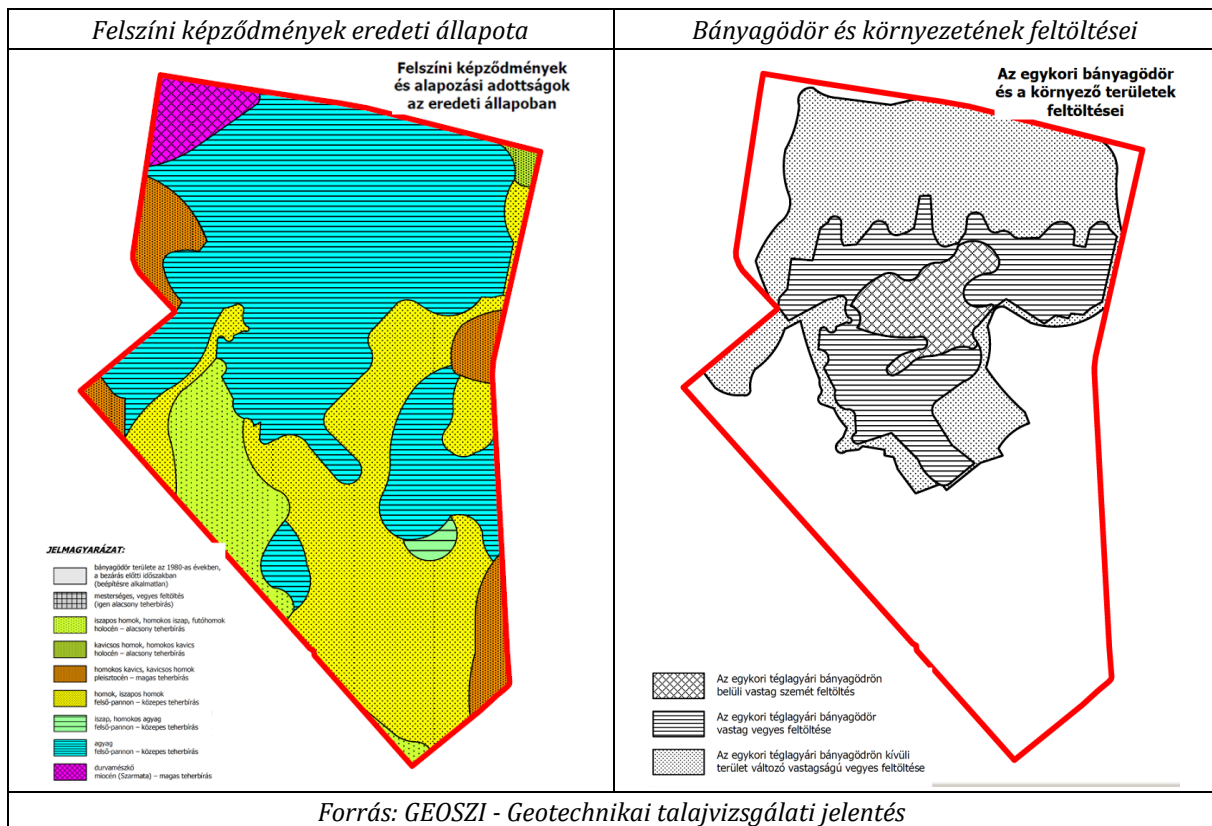 Felszíni képződmények eredeti állapota
Bányagödör és környezetének feltöltései
Felszíni képződmények
és alapozási adottságok
az eredeti állapoban
JELMAGYARÁZAT:
bányagödör területe az 1980-as években,
a bezárás előtti időszakban
(beépítésre alkalmatlan)
mesterséges, vegyes feltöltés
(igen alacsony teherbírás)
iszapos homok, homokos iszap, futóhomok
holocén – alacsony teherbírás
kavicsos homok, homokos kavics
holocén – alacsony teherbírás
homokos kavics, kavicsos homok
pleisztocén – magas teherbírás
homok, iszapos homok
felső-pannon – közepes teherbírás
iszap, homokos agyag
felső-pannon – közepes teherbírás
agyag
felső-pannon – közepes teherbírás
durvamészkő
miocén (Szarmata) – magas teherbírás
Az egykori bányagödör
és a környező területek
feltöltései
Az egykori téglagyári bányagödrön
belüli vastag szemét feltöltés
Az egykori téglagyári bányagödör
vastag vegyes feltöltése
Az egykori téglagyári bányagödrön kívüli
terület változó vastagságú vegyes feltöltése
Forrás: GEOSZI - Geotechnikai talajvizsgálati jelentés